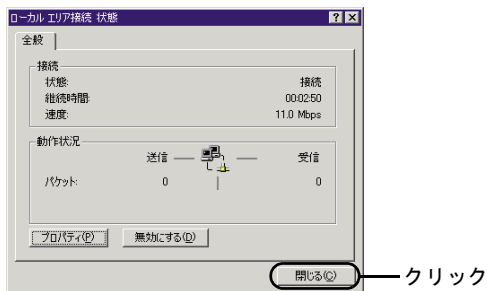 ローカル エリア接続 状態
全般
接続
状態: 接続
継続時間: 00:02:50
速度: 11.0 Mbps
動作状況
送信 受信
パケット: 0 0
プロパティ(P) 無効にする(D)
閉じる(C) クリック